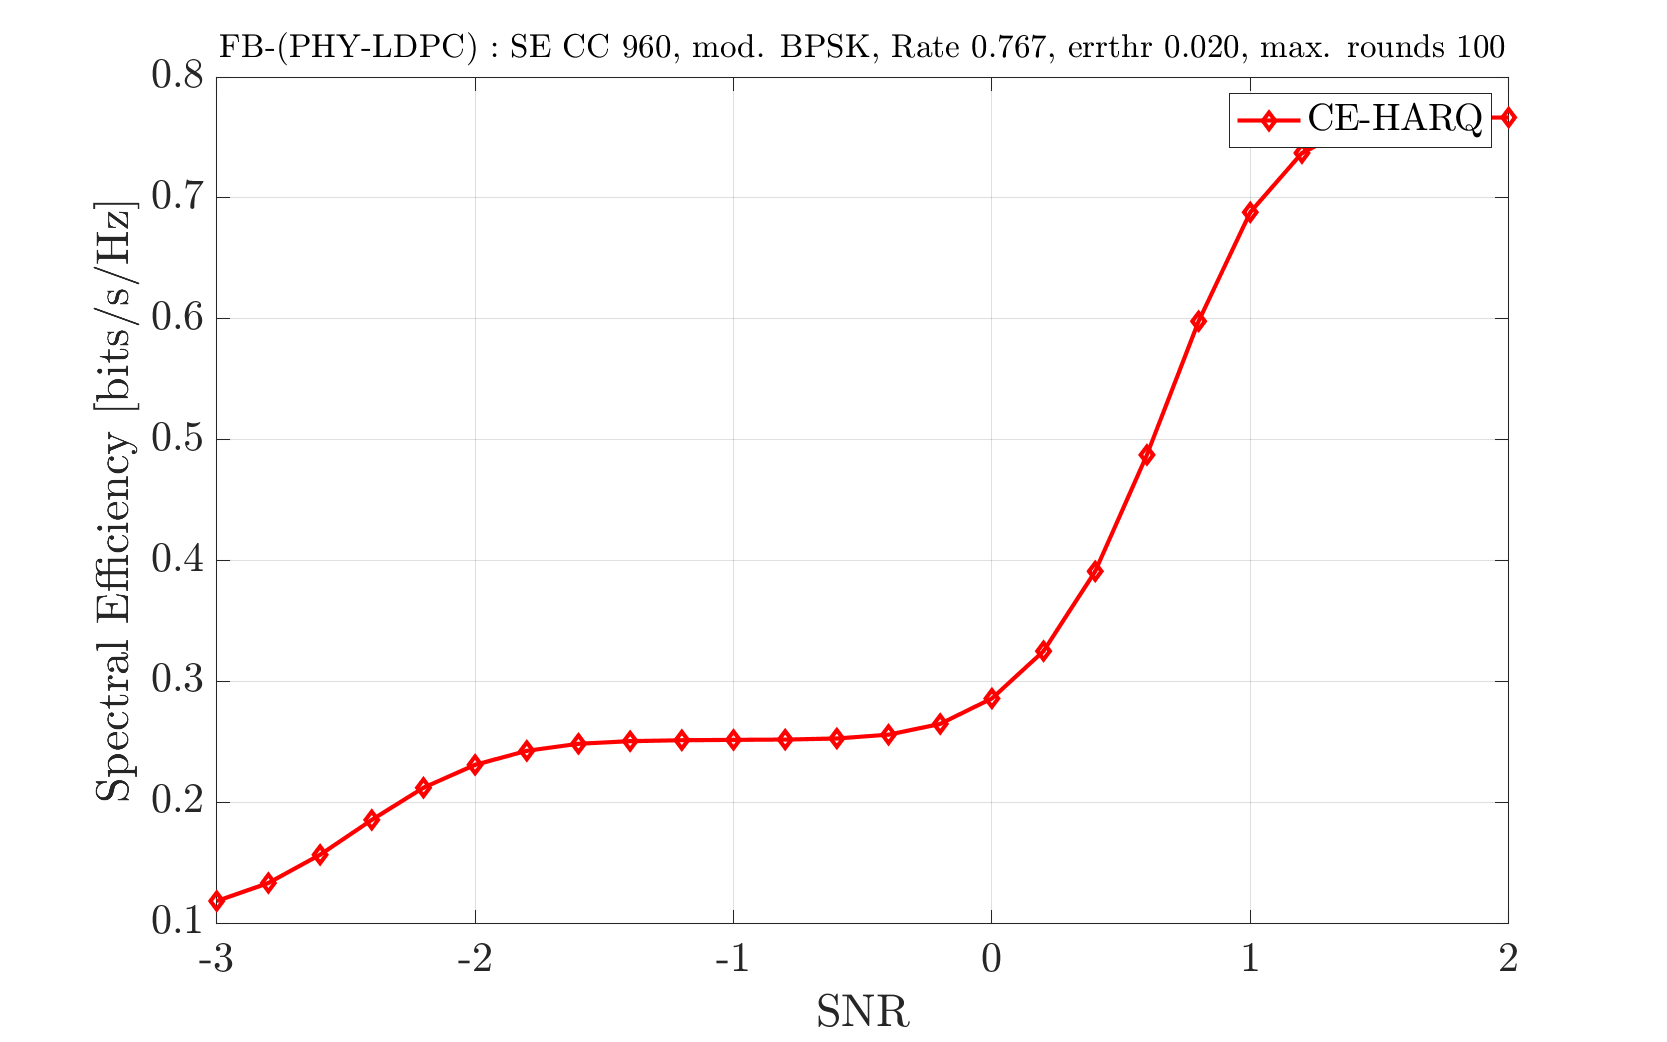 FB-(PHY-LDPC) : SE CC 960, mod. BPSK, Rate 0.767, errthr 0.020, max. rounds 100
CE-HARQ
0.8
0.7
0.6
0.5
0.4
0.3
0.2
0.1
Spectral Efficiency [bits/s/Hz]
-3 -2 -1 0 1 2
SNR